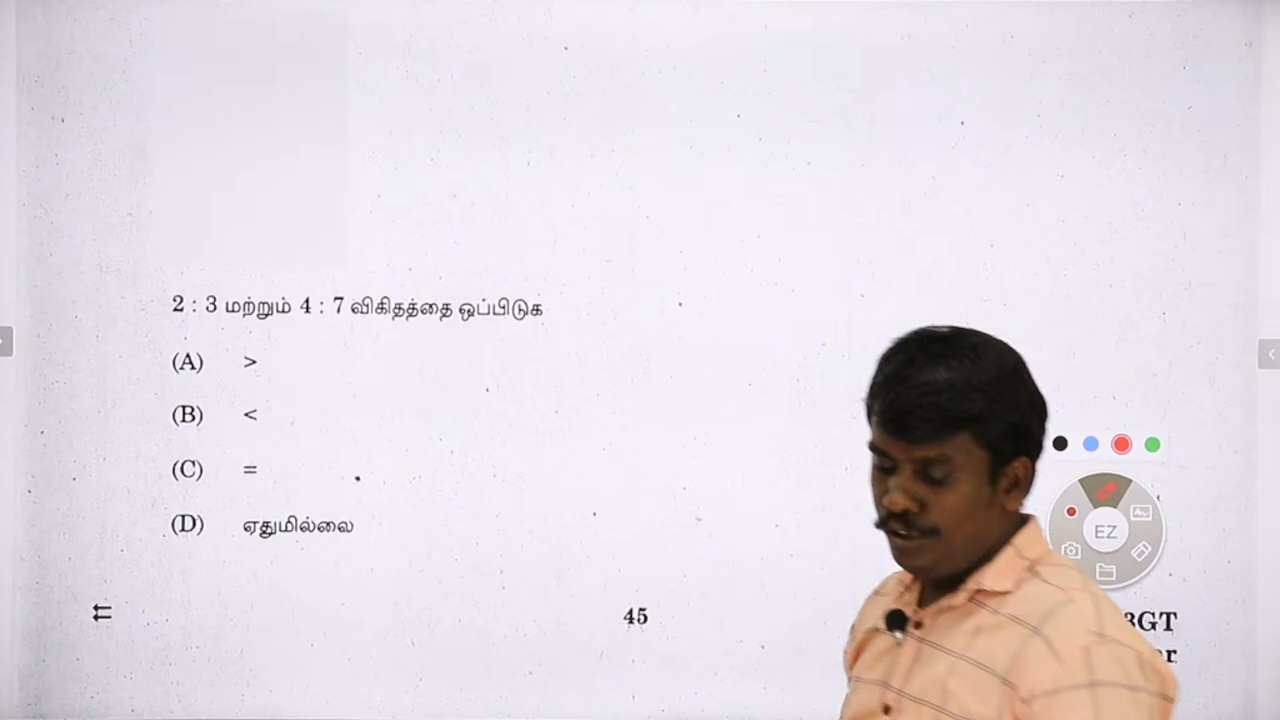 2 : 3 மற்றும் 4 : 7 விகிதத்தை ஒப்பிடுக
(A) >
(B) <
(C) =
(D) ஏதுமில்லை
⇇ 45
EZ